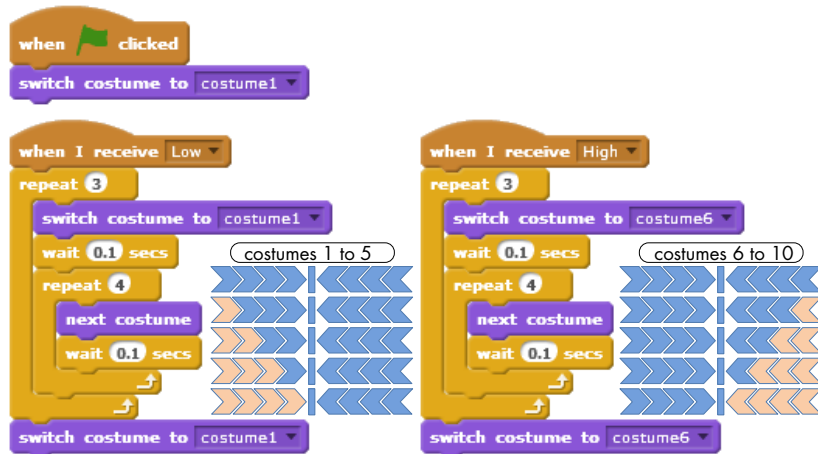 when clicked
switch costume to costume1
when I receive Low
repeat 3
switch costume to costume1
wait 0.1 secs
repeat 4
next costume
wait 0.1 secs
switch costume to costume1
costumes 1 to 5
when I receive High
repeat 3
switch costume to costume6
wait 0.1 secs
repeat 4
next costume
wait 0.1 secs
switch costume to costume6
costumes 6 to 10